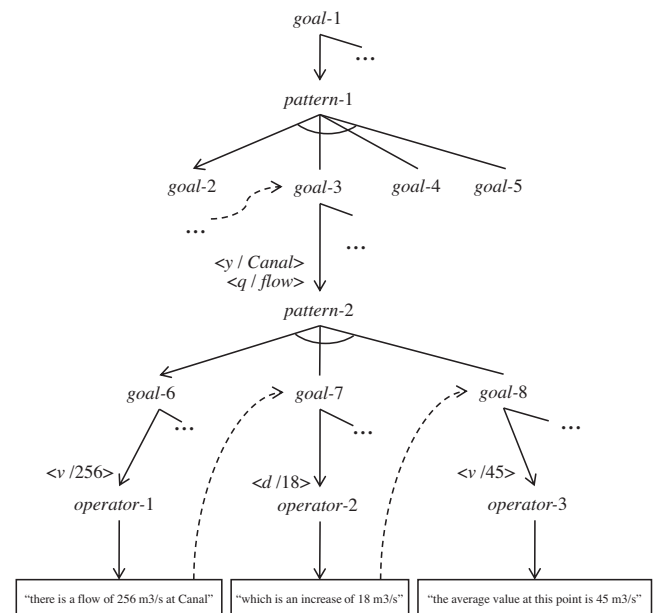 goal-1
...
pattern-1
goal-2 goal-3 goal-4 goal-5
...
...
<y / Canal>
<q / flow>
pattern-2
goal-6 goal-7 goal-8
... ... ...
<v /256> <d /18> <v /45>
operator-1 operator-2 operator-3
“there is a flow of 256 m3/s at Canal” “which is an increase of 18 m3/s” “the average value at this point is 45 m3/s”